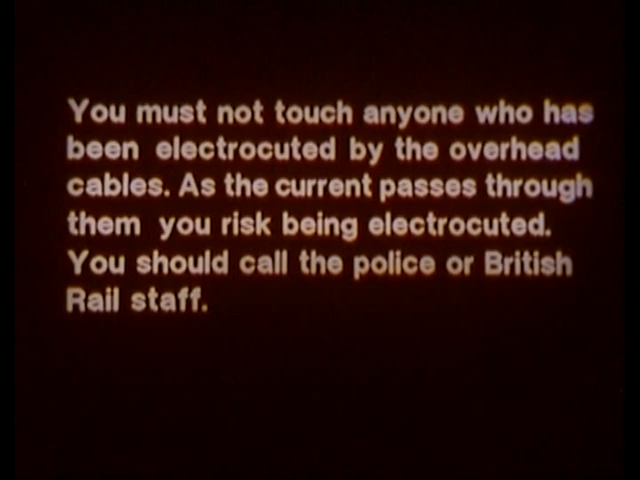 You must not touch anyone who has
been electrocuted by the overhead
cables. As the current passes through
them you risk being electrocuted.
You should call the police or British
Rail staff.